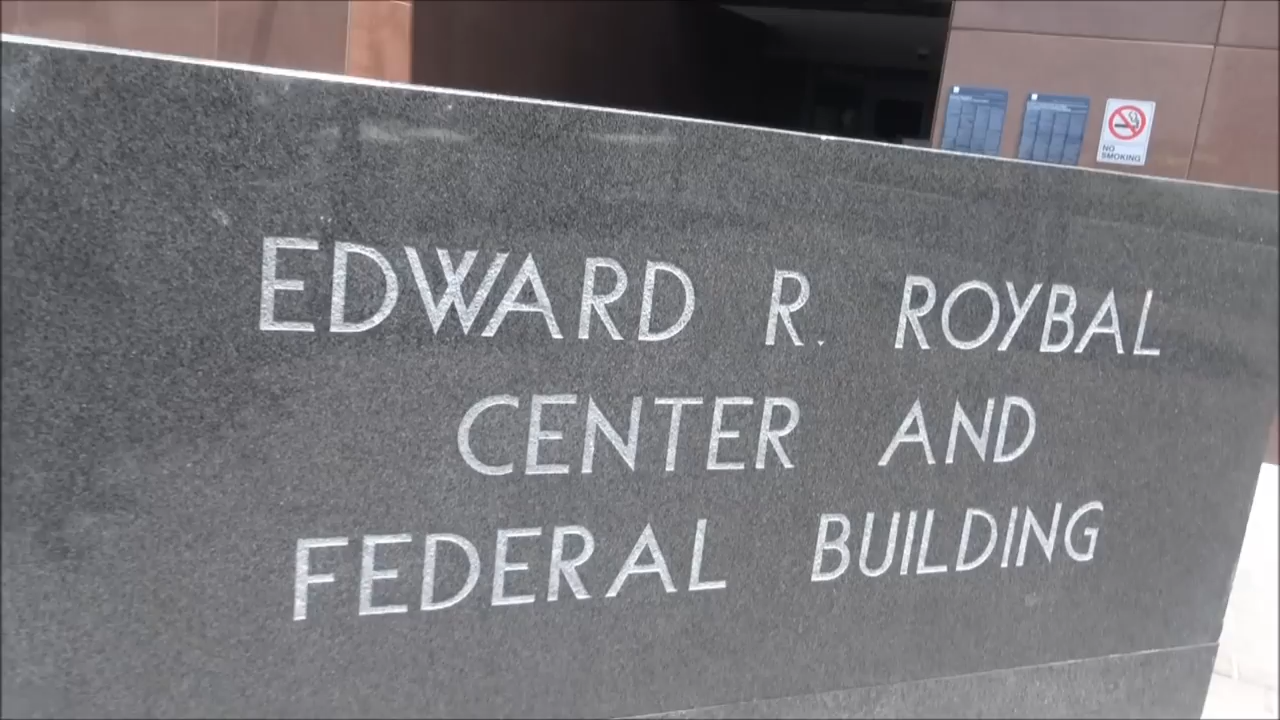 NO
SMOKING
EDWARD R. ROYBAL
CENTER AND
FEDERAL BUILDING